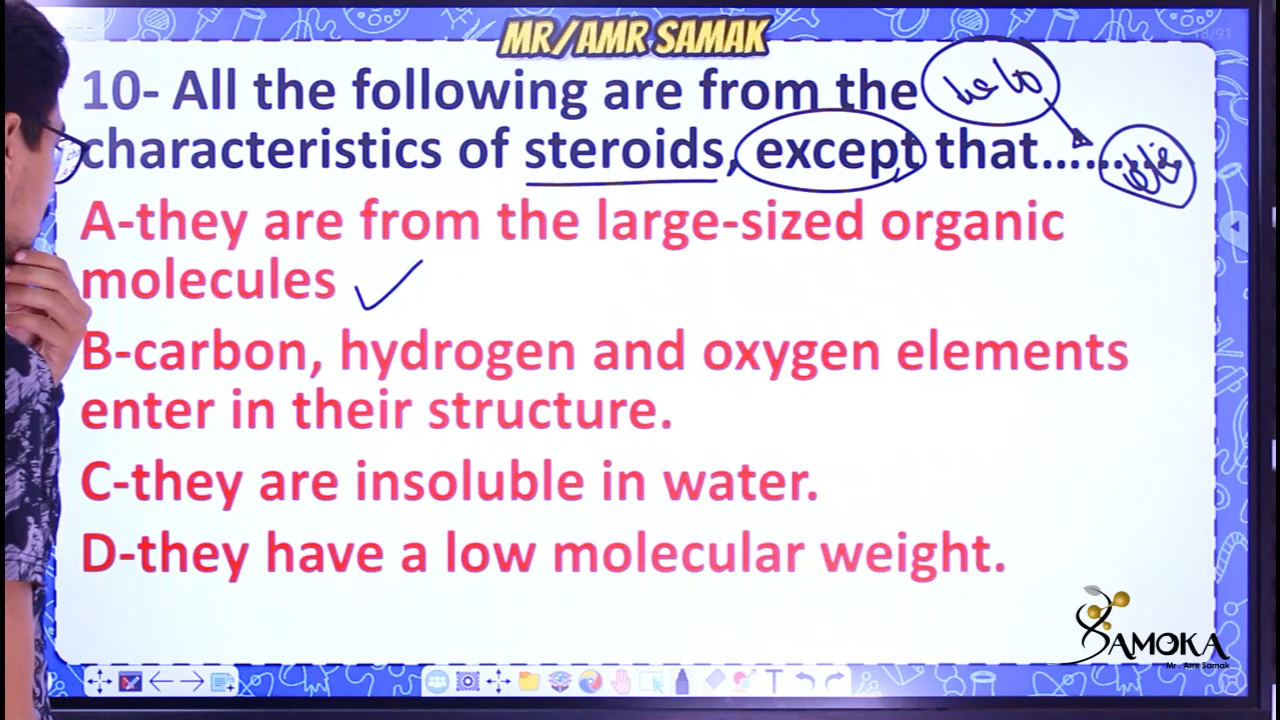 MR/AMR SAMAK
18/91
10- All the following are from the
characteristics of steroids, except that......
A-they are from the large-sized organic
molecules
B-carbon, hydrogen and oxygen elements
enter in their structure.
C-they are insoluble in water.
D-they have a low molecular weight.
SAMOKA
Mr. Amr Samak